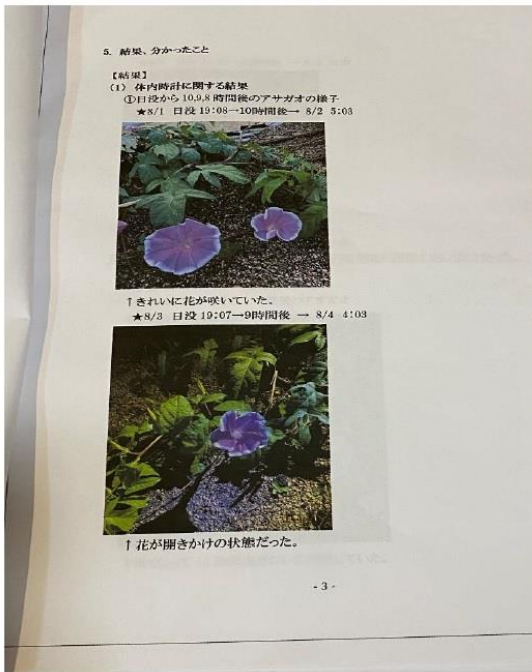 5. 結果、分かったこと
【結果】
(1) 体内時計に関する結果
①日没から10,9,8時間後のアサガオの様子
★8/1 日没 19:08→10時間後→ 8/2 5:03
↑きれいに花が咲いていた。
★8/3 日没 19:07→9時間後 → 8/4 4:03
↑花が開きかけの状態だった。
- 3 -